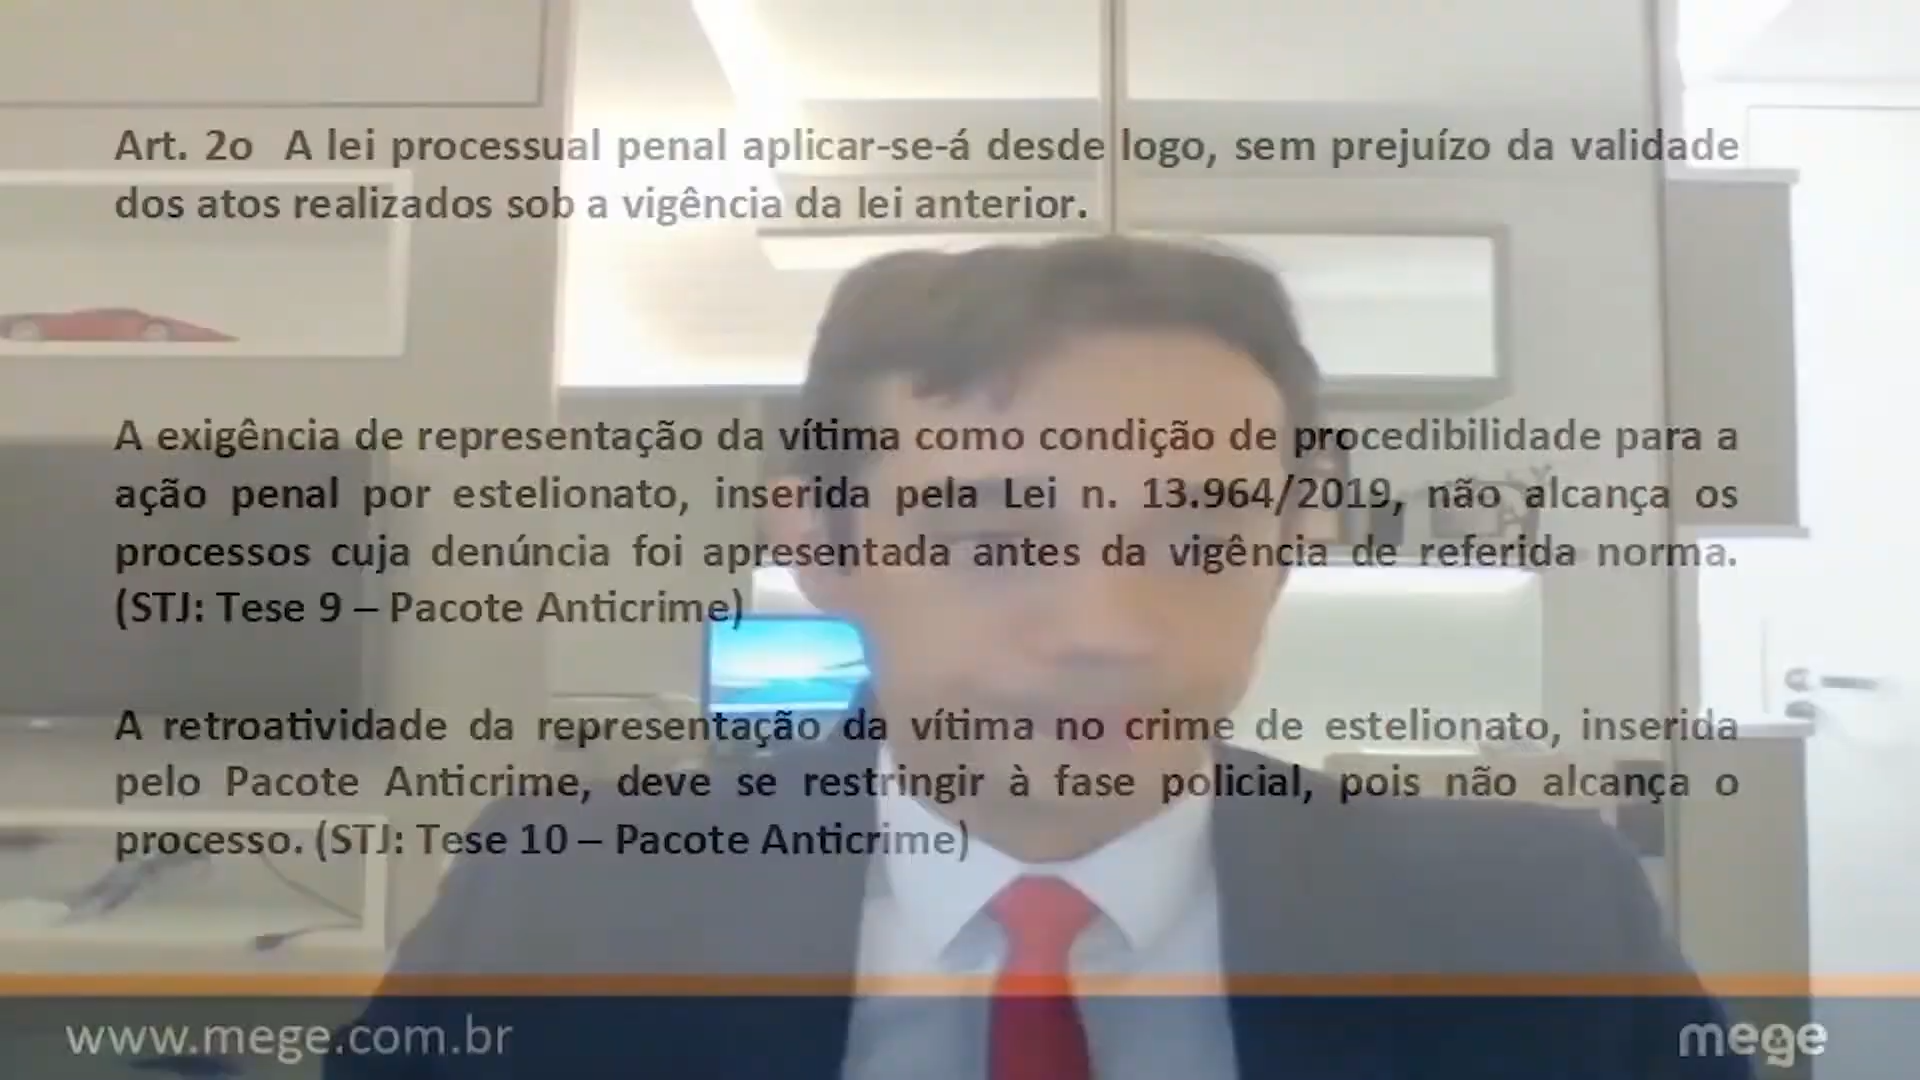 Art. 2o A lei processual penal aplicar-se-á desde logo, sem prejuízo da validade
dos atos realizados sob a vigência da lei anterior.
A exigência de representação da vítima como condição de procedibilidade para a
ação penal por estelionato, inserida pela Lei n. 13.964/2019, não alcança os
processos cuja denúncia foi apresentada antes da vigência de referida norma.
(STJ: Tese 9 – Pacote Anticrime)
A retroatividade da representação da vítima no crime de estelionato, inserida
pelo Pacote Anticrime, deve se restringir à fase policial, pois não alcança o
processo. (STJ: Tese 10 – Pacote Anticrime)
www.mege.com.br
mege